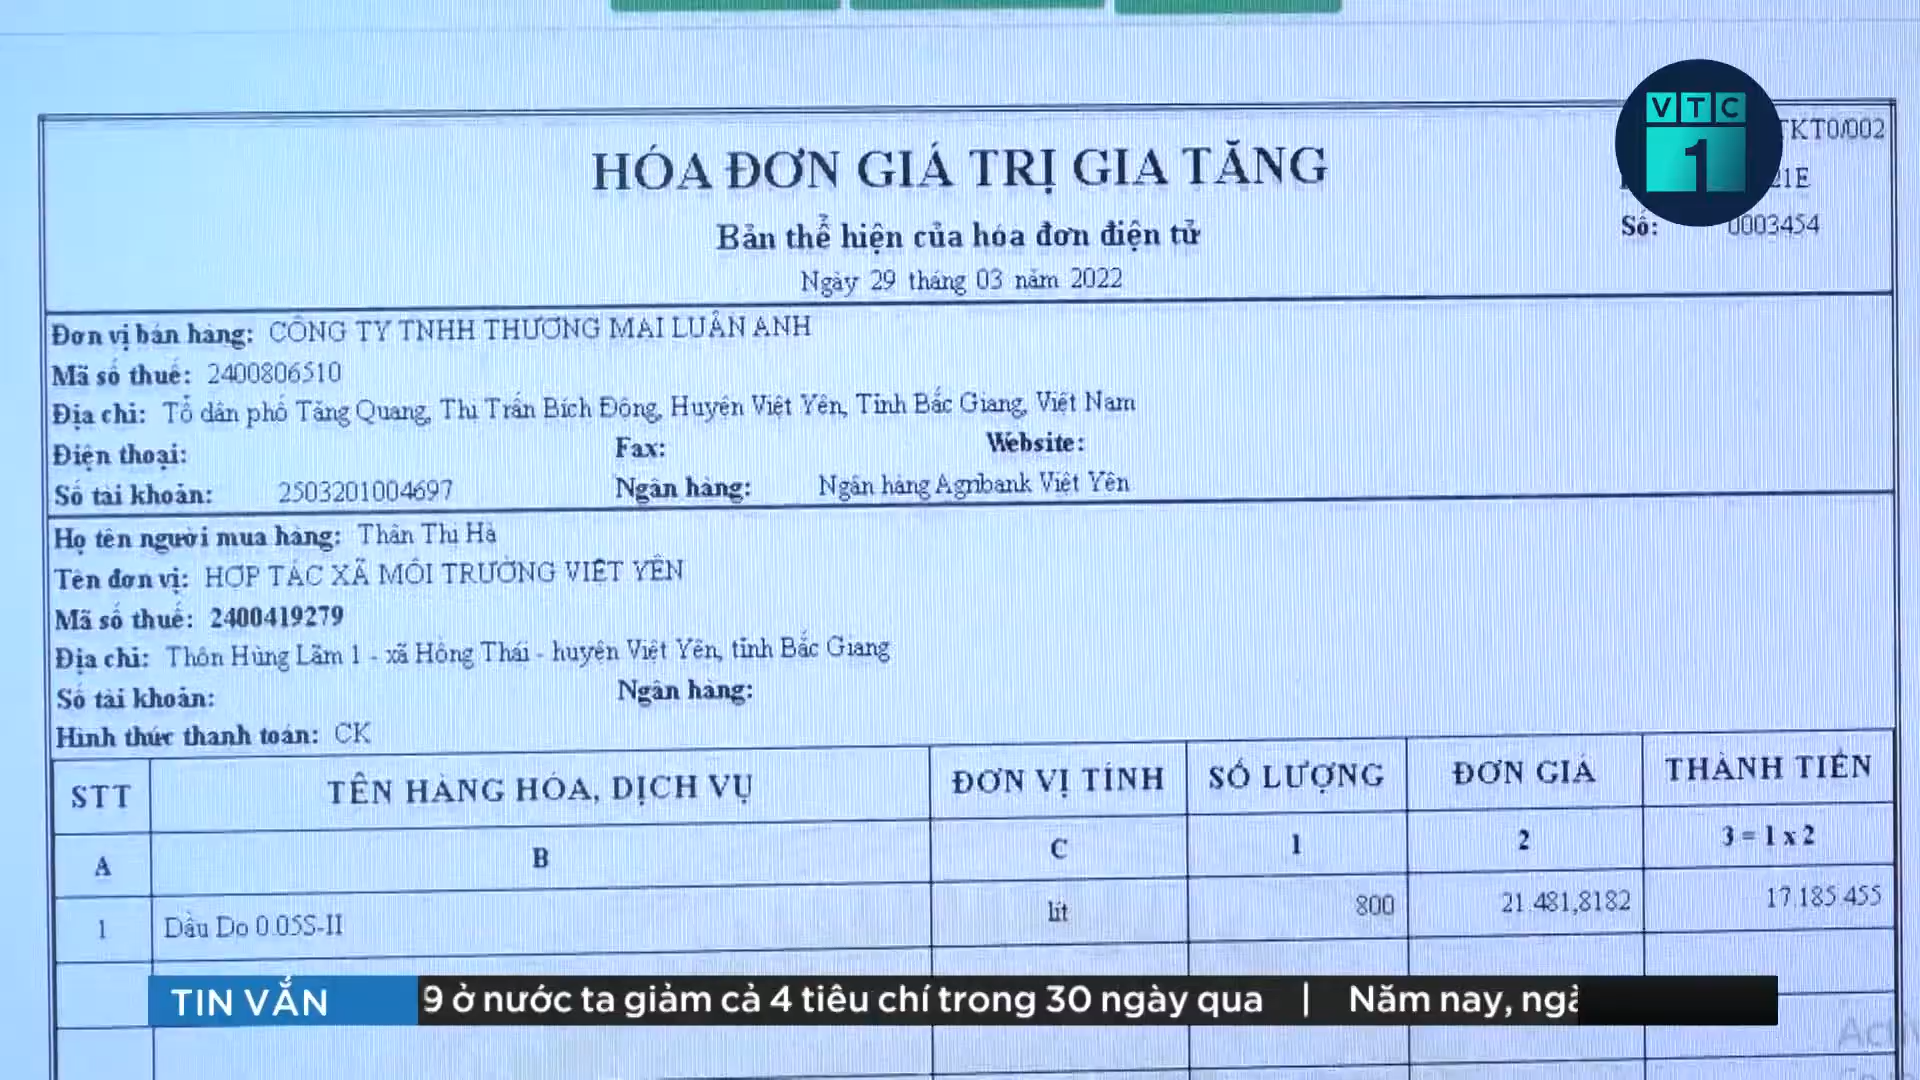 VTC
1
TKT0/002
21E
HÓA ĐƠN GIÁ TRỊ GIA TĂNG
Số: 0003454
Bản thể hiện của hóa đơn điện tử
Ngày 29 tháng 03 năm 2022
Đơn vị bán hàng: CÔNG TY TNHH THƯƠNG MẠI LUÂN ANH
Mã số thuế: 2400806510
Địa chỉ: Tổ dân phố Tăng Quang, Thị Trấn Bích Động, Huyện Việt Yên, Tỉnh Bắc Giang, Việt Nam
Điện thoại: Fax: Website:
Số tài khoản: 2503201004697 Ngân hàng: Ngân hàng Agribank Việt Yên
Họ tên người mua hàng: Thân Thị Hà
Tên đơn vị: HỢP TÁC XÃ MÔI TRƯỜNG VIỆT YÊN
Mã số thuế: 2400419279
Địa chỉ: Thôn Hùng Lãm 1 - xã Hồng Thái - huyện Việt Yên, tỉnh Bắc Giang
Số tài khoản: Ngân hàng:
Hình thức thanh toán: CK
STT TÊN HÀNG HÓA, DỊCH VỤ ĐƠN VỊ TÍNH SỐ LƯỢNG ĐƠN GIÁ THÀNH TIỀN
A B C 1 2 3 = 1 x 2
1 Dầu Do 0.05S-II lít 800 21.481,8182 17.185.455
TIN VẮN 9 ở nước ta giảm cả 4 tiêu chí trong 30 ngày qua | Năm nay, ngà